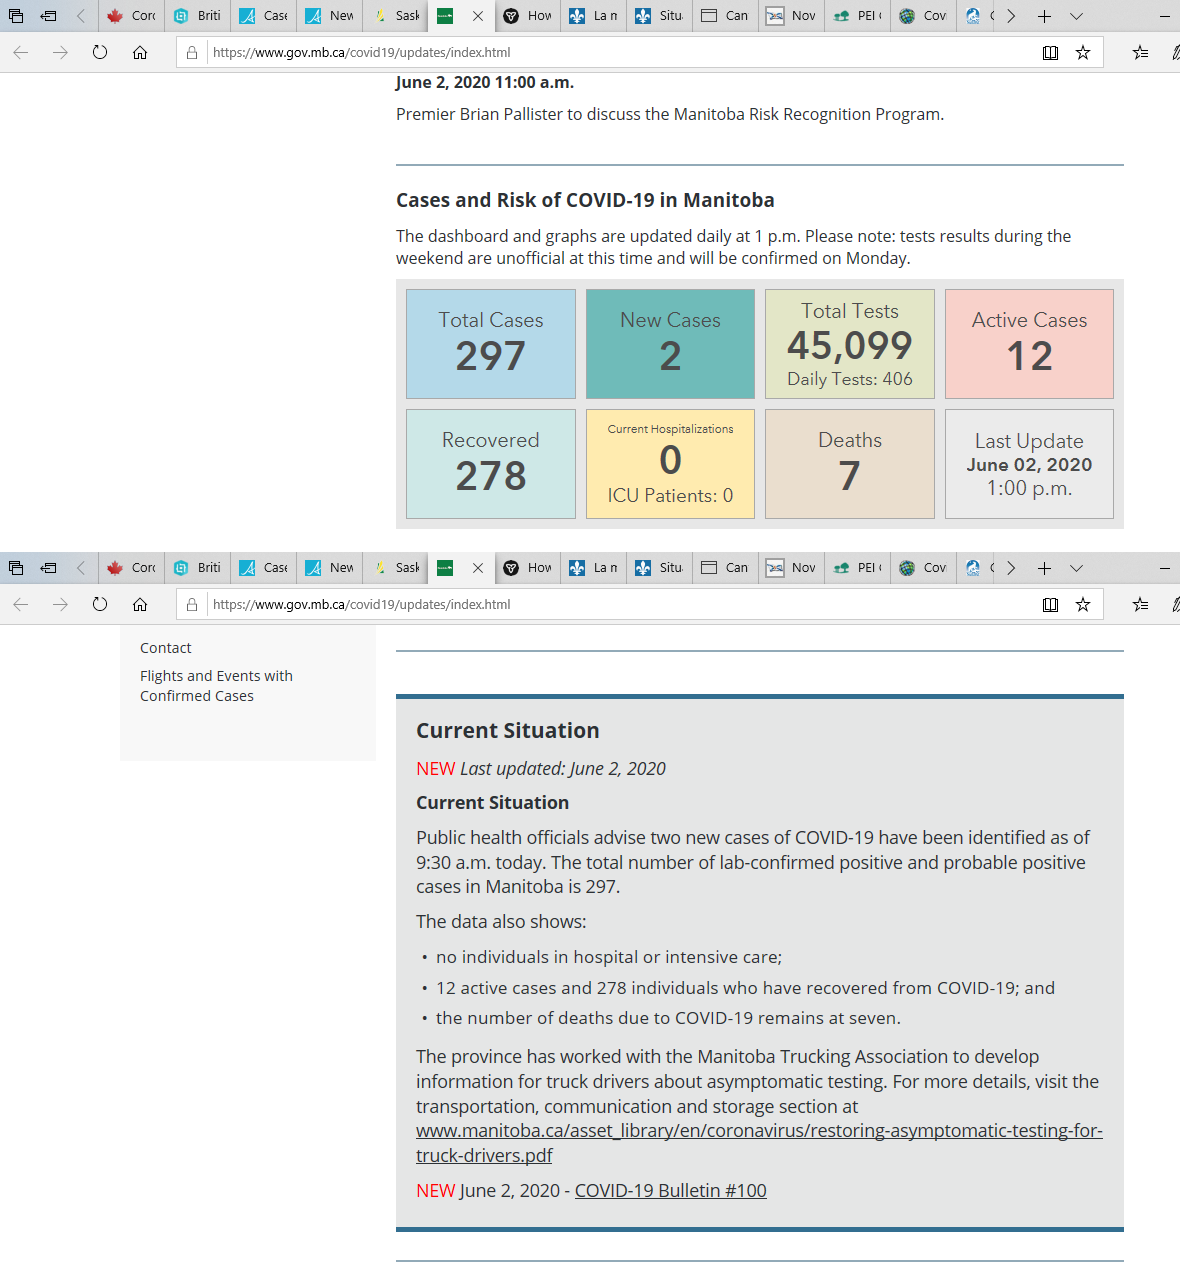 Corc
Briti
Case
New
Sask
How
La n
Situ
Can
Nov
PEI
Covi
https://www.gov.mb.ca/covid19/updates/index.html
June 2, 2020 11:00 a.m.
Premier Brian Pallister to discuss the Manitoba Risk Recognition Program.
Cases and Risk of COVID-19 in Manitoba
The dashboard and graphs are updated daily at 1 p.m. Please note: tests results during the
weekend are unofficial at this time and will be confirmed on Monday.
Total Cases
297
New Cases
2
Total Tests
45,099
Daily Tests: 406
Active Cases
12
Recovered
278
Current Hospitalizations
0
ICU Patients: 0
Deaths
7
Last Update
June 02, 2020
1:00 p.m.
Corc
Briti
Case
New
Sask
How
La n
Situ
Can
Nov
PEI
Covi
https://www.gov.mb.ca/covid19/updates/index.html
Contact
Flights and Events with
Confirmed Cases
Current Situation
NEW Last updated: June 2, 2020
Current Situation
Public health officials advise two new cases of COVID-19 have been identified as of
9:30 a.m. today. The total number of lab-confirmed positive and probable positive
cases in Manitoba is 297.
The data also shows:
• no individuals in hospital or intensive care;
• 12 active cases and 278 individuals who have recovered from COVID-19; and
• the number of deaths due to COVID-19 remains at seven.
The province has worked with the Manitoba Trucking Association to develop
information for truck drivers about asymptomatic testing. For more details, visit the
transportation, communication and storage section at
www.manitoba.ca/asset_library/en/coronavirus/restoring-asymptomatic-testing-for-
truck-drivers.pdf
NEW June 2, 2020 - COVID-19 Bulletin #100